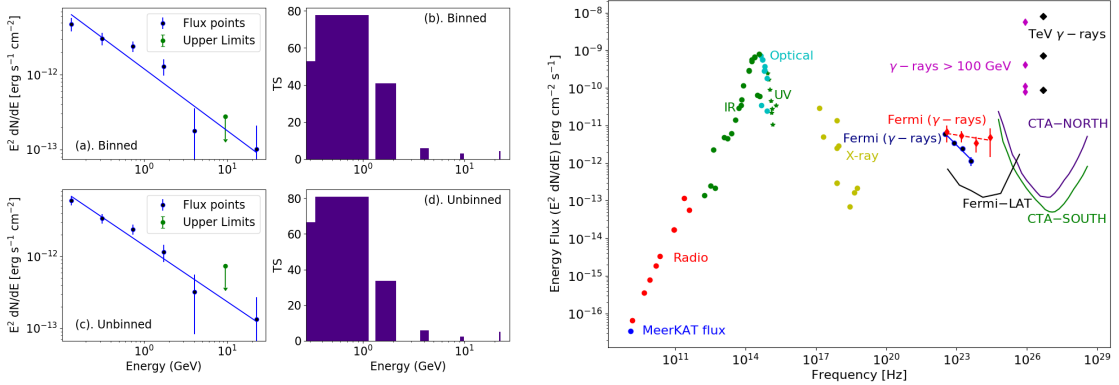 E² dN/dE [erg s⁻¹ cm⁻²]
10⁻¹²
10⁻¹³
Flux points
Upper Limits
(a). Binned
10⁰
10¹
TS
80
60
40
20
0
(b). Binned
10⁰
10¹
E² dN/dE [erg s⁻¹ cm⁻²]
10⁻¹²
10⁻¹³
Flux points
Upper Limits
(c). Unbinned
10⁰
10¹
Energy (GeV)
TS
80
60
40
20
0
(d). Unbinned
10⁰
10¹
Energy (GeV)
Energy Flux (E² dN/dE) [erg cm⁻² s⁻¹]
10⁻⁸
10⁻⁹
10⁻¹⁰
10⁻¹¹
10⁻¹²
10⁻¹³
10⁻¹⁴
10⁻¹⁵
10⁻¹⁶
TeV γ−rays
Optical
γ−rays > 100 GeV
UV
IR
Fermi (γ−rays)
CTA−NORTH
Fermi (γ−rays)
X-ray
Fermi−LAT
CTA−SOUTH
Radio
MeerKAT flux
10¹¹
10¹⁴
10¹⁷
10²⁰
10²³
10²⁶
10²⁹
Frequency [Hz]